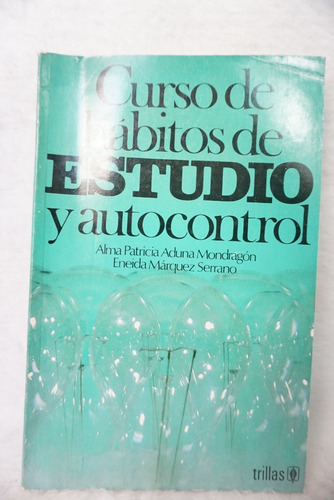 Curso de
hábitos de
ESTUDIO
y autocontrol
Alma Patricia Aduna Mondragón
Eneida Márquez Serrano
trillas